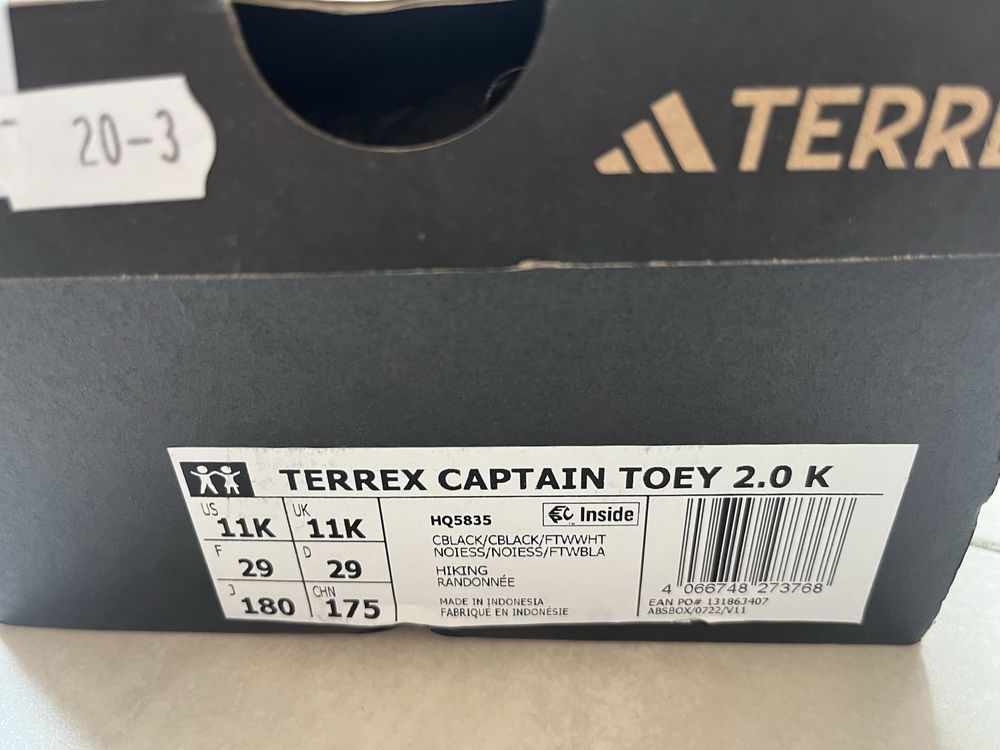 20-3
TERRE
TERREX CAPTAIN TOEY 2.0 K
US 11K UK 11K
F 29 D 29
J 180 CHN 175
HQ5835
Inside
CBLACK/CBLACK/FTWWHT
NOIESS/NOIESS/FTWBLA
HIKING
RANDONNÉE
MADE IN INDONESIA
FABRIQUÉ EN INDONÉSIE
4 066748 273768
EAN PO# 131863407
ABSBOX/0722/V11